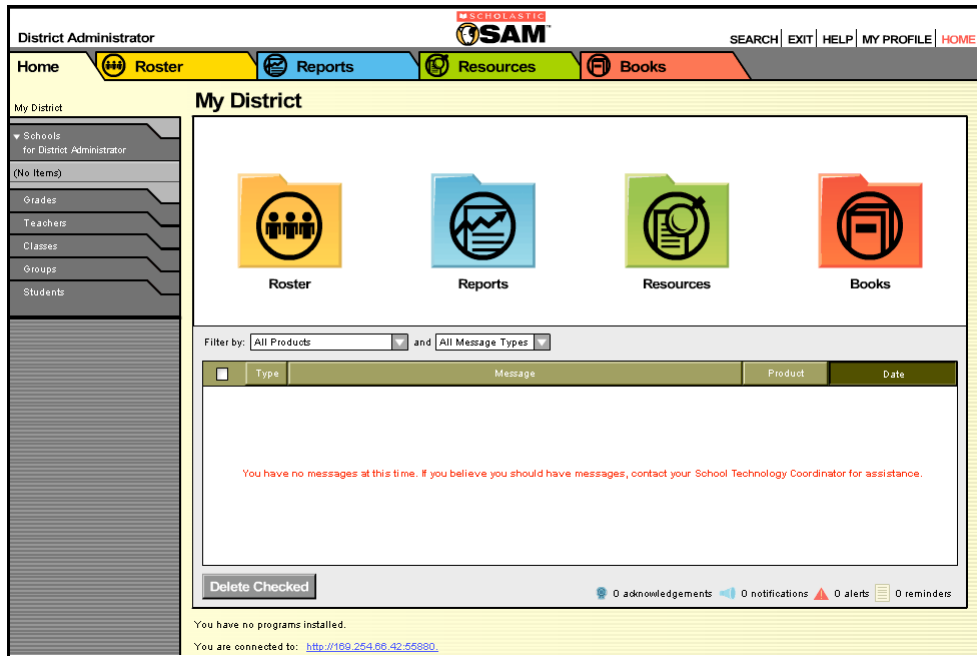 SCHOLASTIC
District Administrator
SAM
SEARCH EXIT HELP MY PROFILE HOME
Home Roster Reports Resources Books
My District
My District
Schools
for District Administrator
(No Items)
Grades
Teachers
Classes
Groups
Students
Roster Reports Resources Books
Filter by: All Products and All Message Types
Type Message Product Date
You have no messages at this time. If you believe you should have messages, contact your School Technology Coordinator for assistance.
Delete Checked
0 acknowledgements 0 notifications 0 alerts 0 reminders
You have no programs installed.
You are connected to: http://169.254.66.42:55880.